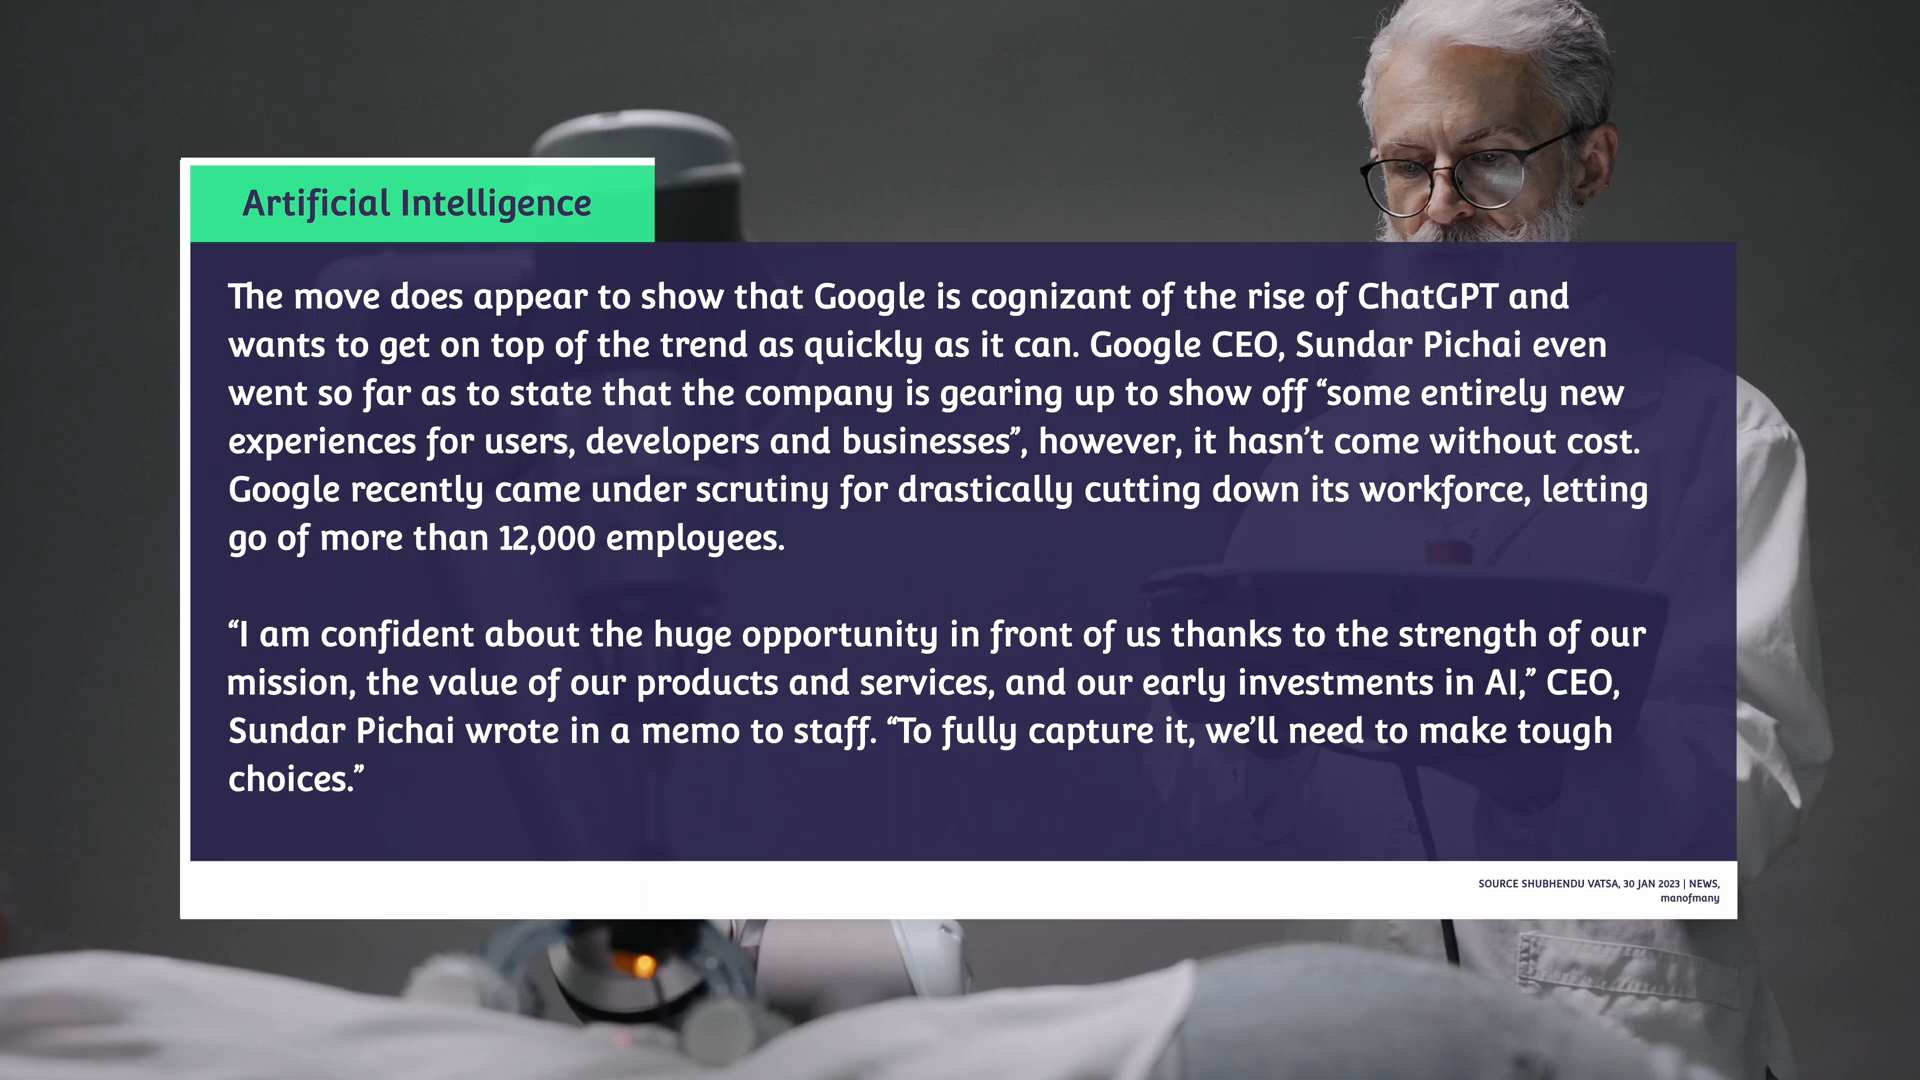 Artificial Intelligence
The move does appear to show that Google is cognizant of the rise of ChatGPT and
wants to get on top of the trend as quickly as it can. Google CEO, Sundar Pichai even
went so far as to state that the company is gearing up to show off “some entirely new
experiences for users, developers and businesses”, however, it hasn’t come without cost.
Google recently came under scrutiny for drastically cutting down its workforce, letting
go of more than 12,000 employees.
“I am confident about the huge opportunity in front of us thanks to the strength of our
mission, the value of our products and services, and our early investments in AI,” CEO,
Sundar Pichai wrote in a memo to staff. “To fully capture it, we’ll need to make tough
choices.”
SOURCE SHUBHENDU VATSA, 30 JAN 2023 | NEWS,
manofmany